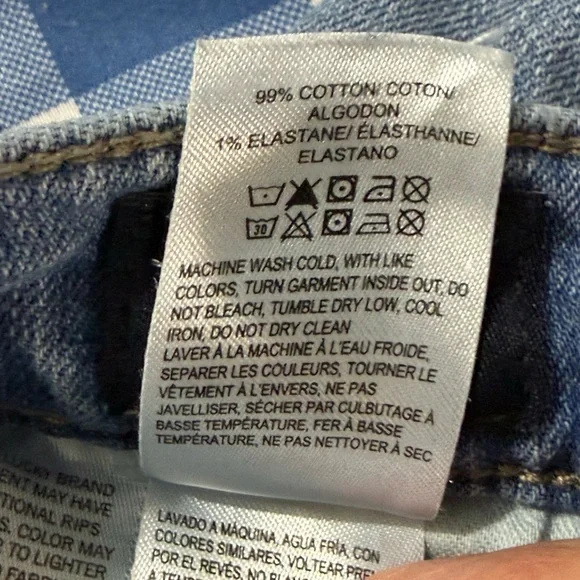 99% COTTON/ COTON/
ALGODON
1% ELASTANE/ ÉLASTHANNE/
ELASTANO
30
MACHINE WASH COLD, WITH LIKE
COLORS, TURN GARMENT INSIDE OUT, DO
NOT BLEACH, TUMBLE DRY LOW, COOL
IRON, DO NOT DRY CLEAN
LAVER À LA MACHINE À L'EAU FROIDE,
SEPARER LES COULEURS, TOURNER LE
VÊTEMENT À L'ENVERS, NE PAS
JAVELLISER, SÉCHER PAR CULBUTAGE À
BASSE TEMPÉRATURE, FER À BASSE
TEMPÉRATURE, NE PAS NETTOYER À SEC
BRAND
ENT MAY HAVE
TIONAL RIPS
S. COLOR MAY
TO LIGHTER
LAVADO A MÁQUINA, AGUA FRÍA, CON
COLORES SIMILARES, VOLTEAR
POR EL REVÉS, NO